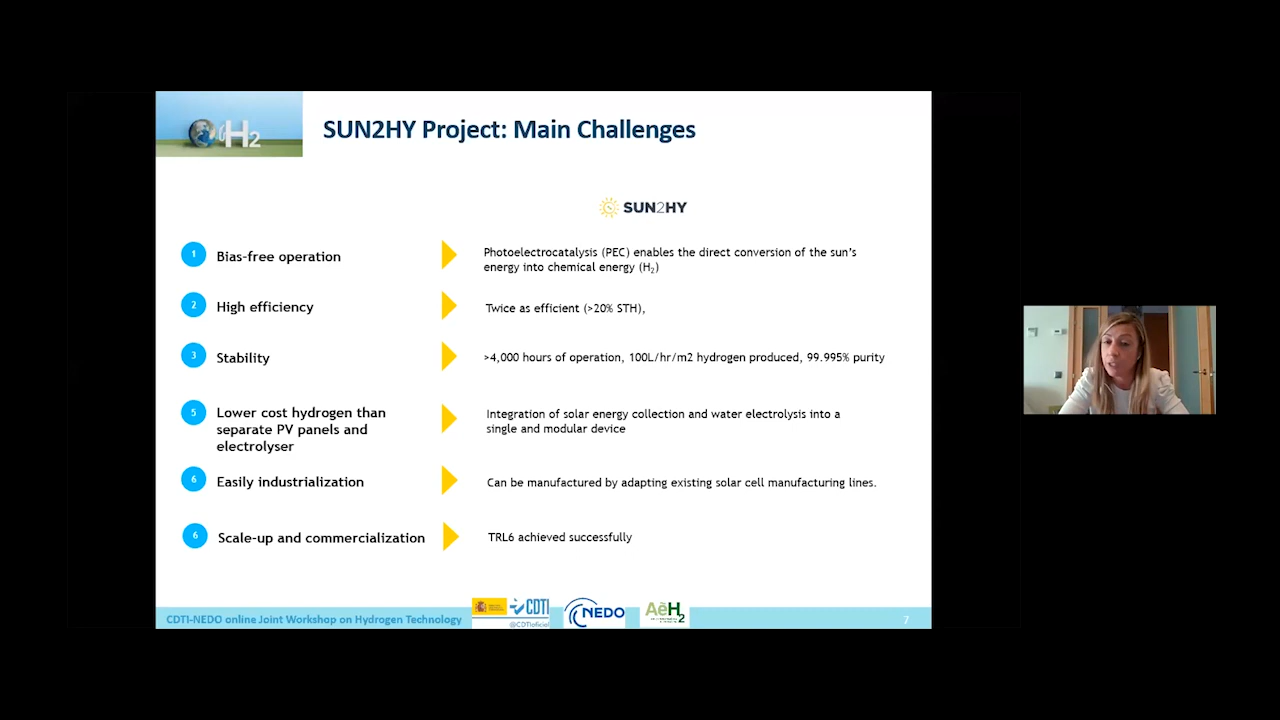 H2
SUN2HY Project: Main Challenges
SUN2HY
1
Bias-free operation
Photoelectrocatalysis (PEC) enables the direct conversion of the sun's
energy into chemical energy (H2)
2
High efficiency
Twice as efficient (>20% STH),
3
Stability
>4,000 hours of operation, 100L/hr/m2 hydrogen produced, 99.995% purity
5
Lower cost hydrogen than
separate PV panels and
electrolyser
Integration of solar energy collection and water electrolysis into a
single and modular device
6
Easily industrialization
Can be manufactured by adapting existing solar cell manufacturing lines.
6
Scale-up and commercialization
TRL6 achieved successfully
CDTI-NEDO online Joint Workshop on Hydrogen Technology
CDTI
@CDTIoficial
NEDO
AeH2
7